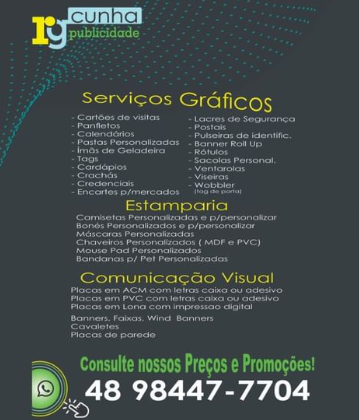 rg cunha
publicidade
Serviços Gráficos
- Cartões de visitas
- Panfletos
- Calendários
- Pastas Personalizadas
- Ímãs de Geladeira
- Tags
- Cardápios
- Crachás
- Credenciais
- Encartes p/mercados
- Lacres de Segurança
- Postais
- Pulseiras de identific.
- Banner Roll Up
- Rótulos
- Sacolas Personal.
- Ventarolas
- Viseiras
- Wobbler
(tag de porta)
Estamparia
Camisetas Personalizadas e p/personalizar
Bonés Personalizados e p/personalizar
Máscaras Personalizadas
Chaveiros Personalizados ( MDF e PVC)
Mouse Pad Personalizados
Bandanas p/ Pet Personalizadas
Comunicação Visual
Placas em ACM com letras caixa ou adesivo
Placas em PVC com letras caixa ou adesivo
Placas em Lona com impressao digital
Banners, Faixas, Wind Banners
Cavaletes
Placas de parede
Consulte nossos Preços e Promoções!
48 98447-7704